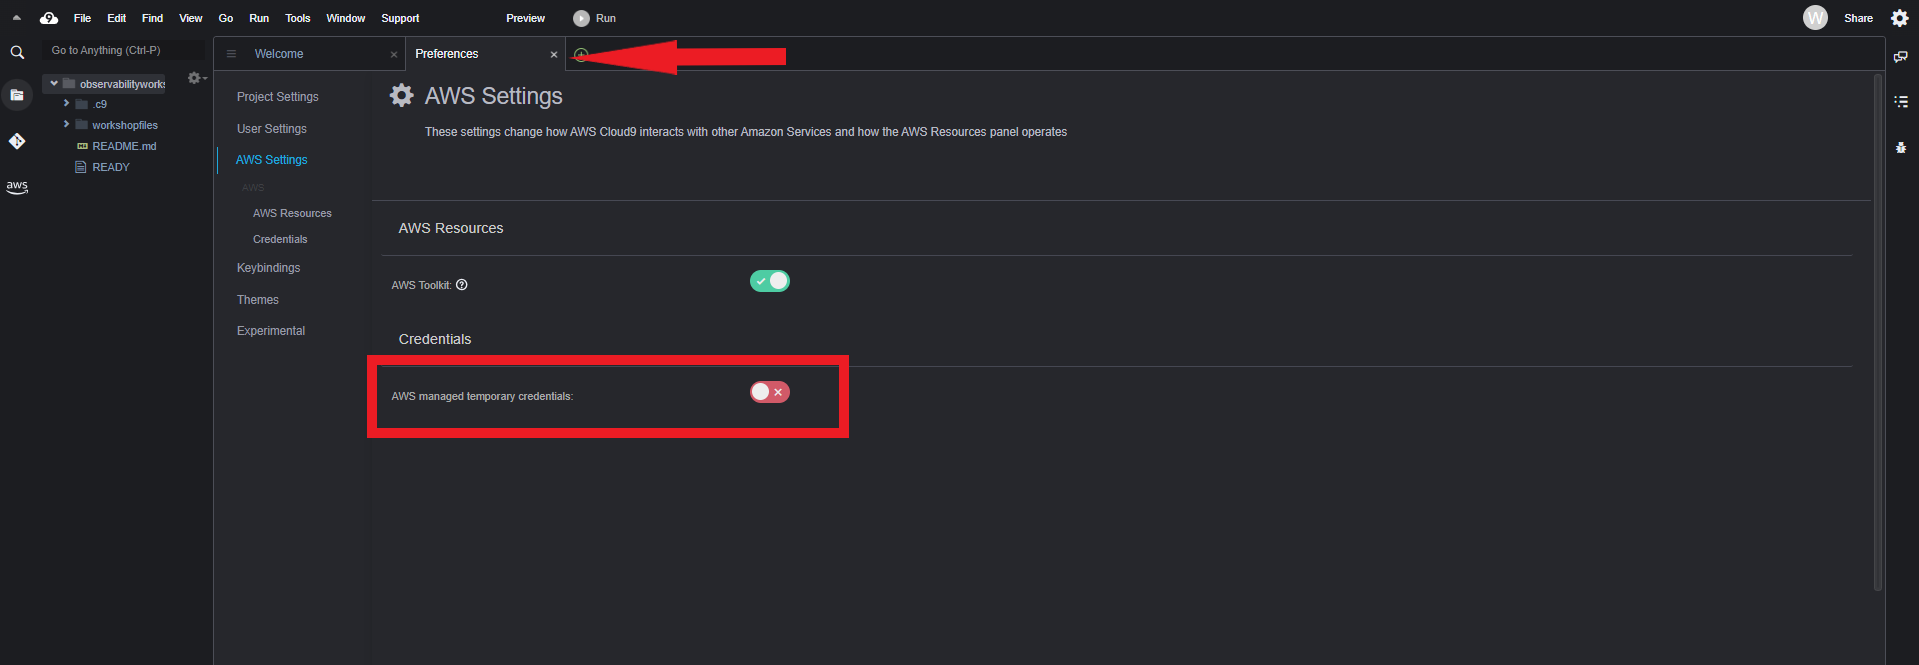 9 File Edit Find View Go Run Tools Window Support Preview Run W Share
Go to Anything (Ctrl-P)
Welcome Preferences
observabilityworks
.c9
workshopfiles
README.md
READY
aws
Project Settings
User Settings
AWS Settings
AWS
AWS Resources
Credentials
Keybindings
Themes
Experimental
AWS Settings
These settings change how AWS Cloud9 interacts with other Amazon Services and how the AWS Resources panel operates
AWS Resources
AWS Toolkit: ?
Credentials
AWS managed temporary credentials: